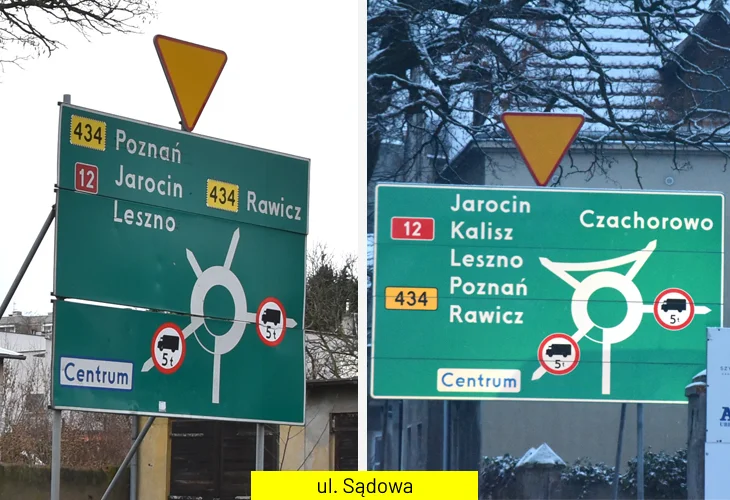 434 Poznań
12 Jarocin 434 Rawicz
Leszno
5t
5t
Centrum
Jarocin
12 Kalisz Czachorowo
Leszno
434 Poznań
Rawicz
5t
5t
Centrum
ul. Sądowa